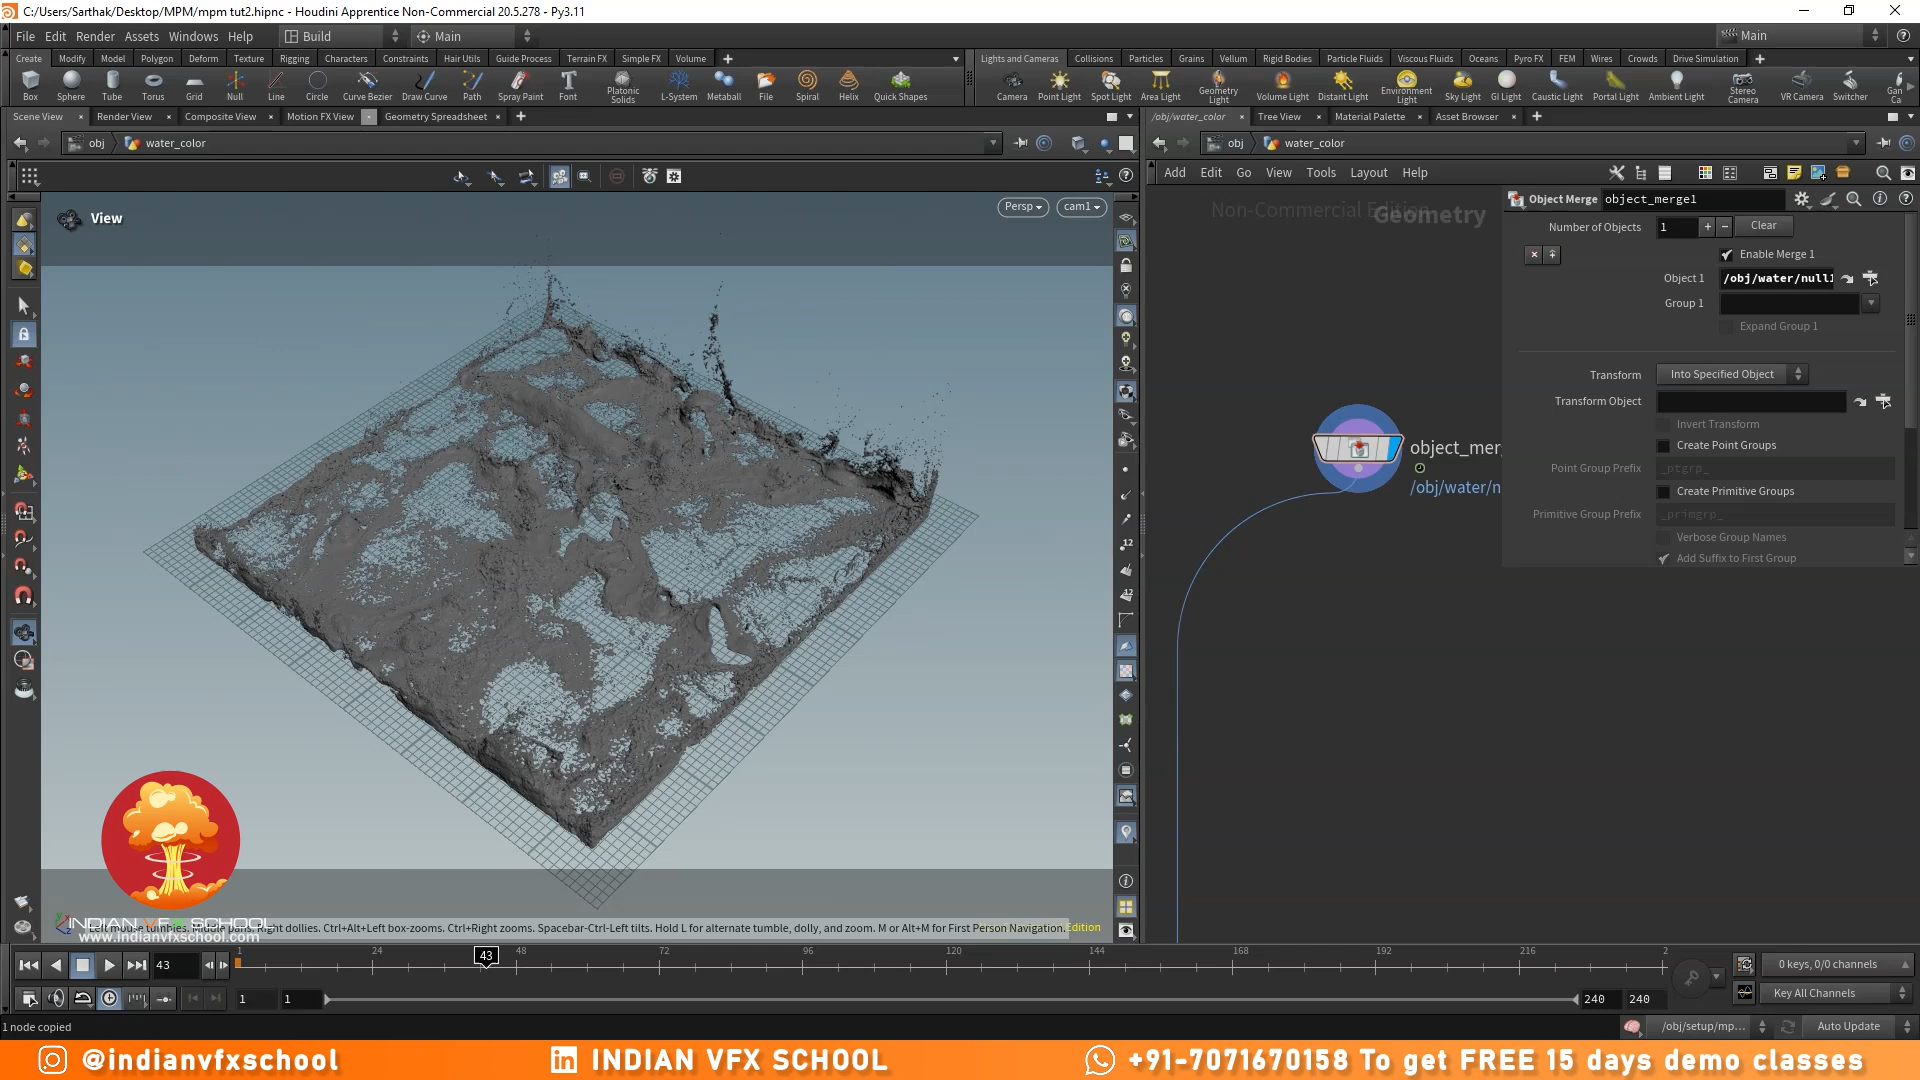 C:/Users/Sarthak/Desktop/MPM/mpm tut2.hipnc - Houdini Apprentice Non-Commercial 20.5.278 - Py3.11
File Edit Render Assets Windows Help Build Main Main
Create Modify Model Polygon Deform Texture Rigging Characters Constraints Hair Utils Guide Process Terrain FX Simple FX Volume
Lights and Cameras Collisions Particles Grains Vellum Rigid Bodies Particle Fluids Viscous Fluids Oceans Pyro FX FEM Wires Crowds Drive Simulation
Box Sphere Tube Torus Grid Null Line Circle Curve Bezier Draw Curve Path Spray Paint Font Platonic Solids L-System Metaball File Spiral Helix Quick Shapes
Camera Point Light Spot Light Area Light Geometry Light Volume Light Distant Light Environment Light Sky Light GI Light Caustic Light Portal Light Ambient Light Stereo Camera VR Camera Switcher Gan Ca
Scene View Render View Composite View Motion FX View Geometry Spreadsheet
/obj/water_color Tree View Material Palette Asset Browser
obj water_color
obj water_color
Add Edit Go View Tools Layout Help
View
Persp cam1
Non-Commercial Edition
Geometry
Object Merge object_merge1
Number of Objects 1 Clear
Enable Merge 1
Object 1 /obj/water/null1
Group 1
Expand Group 1
Transform Into Specified Object
Transform Object
Invert Transform
Create Point Groups
Point Group Prefix _ptgrp_
Create Primitive Groups
Primitive Group Prefix _primgrp_
Verbose Group Names
Add Suffix to First Group
object_mer
/obj/water/n
12
12
INDIAN VFX SCHOOL
www.indianvfxschool.com
Right dollies. Ctrl+Alt+Left box-zooms. Ctrl+Right zooms. Spacebar-Ctrl-Left tilts. Hold L for alternate tumble, dolly, and zoom. M or Alt+M for First Person Navigation.
Edition
43
1 24 43 48 72 96 120 144 168 192 216 2
0 keys, 0/0 channels
1 1 240 240
Key All Channels
1 node copied
/obj/setup/mp... Auto Update
@indianvfxschool
in INDIAN VFX SCHOOL
+91-7071670158 To get FREE 15 days demo classes